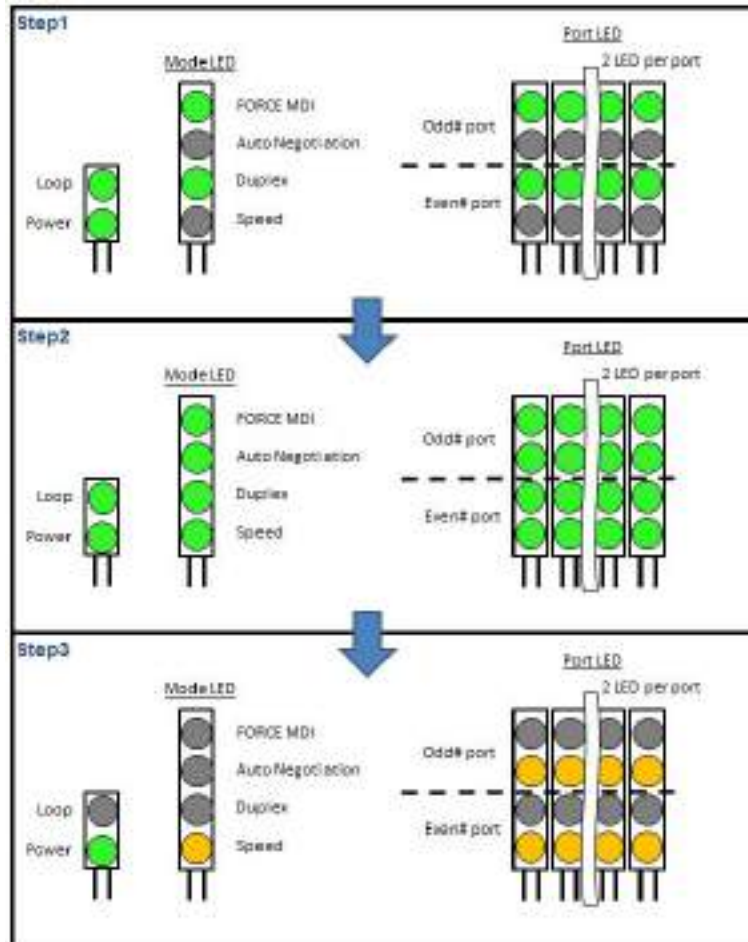 Step1
Port LED
Mode LED
2 LED per port
FORCE MDI
Odd# port
Auto Negotiation
Loop
Duplex
Even# port
Power
Speed
Step2
Port LED
Mode LED
2 LED per port
FORCE MDI
Odd# port
Auto Negotiation
Loop
Duplex
Even# port
Power
Speed
Step3
Port LED
Mode LED
2 LED per port
FORCE MDI
Odd# port
Auto Negotiation
Loop
Duplex
Even# port
Power
Speed